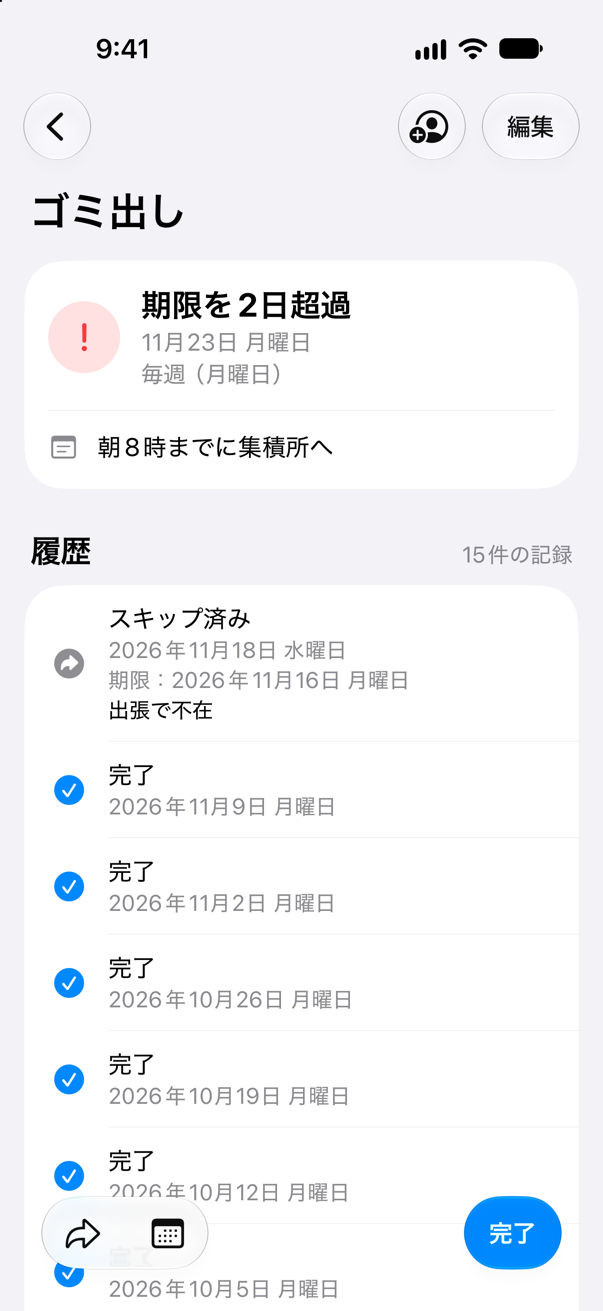 9:41
編集
ゴミ出し
期限を2日超過
11月23日 月曜日
毎週（月曜日）
朝8時までに集積所へ
履歴
15件の記録
スキップ済み
2026年11月18日 水曜日
期限：2026年11月16日 月曜日
出張で不在
完了
2026年11月9日 月曜日
完了
2026年11月2日 月曜日
完了
2026年10月26日 月曜日
完了
2026年10月19日 月曜日
完了
2026年10月12日 月曜日
完了
完了
2026年10月5日 月曜日